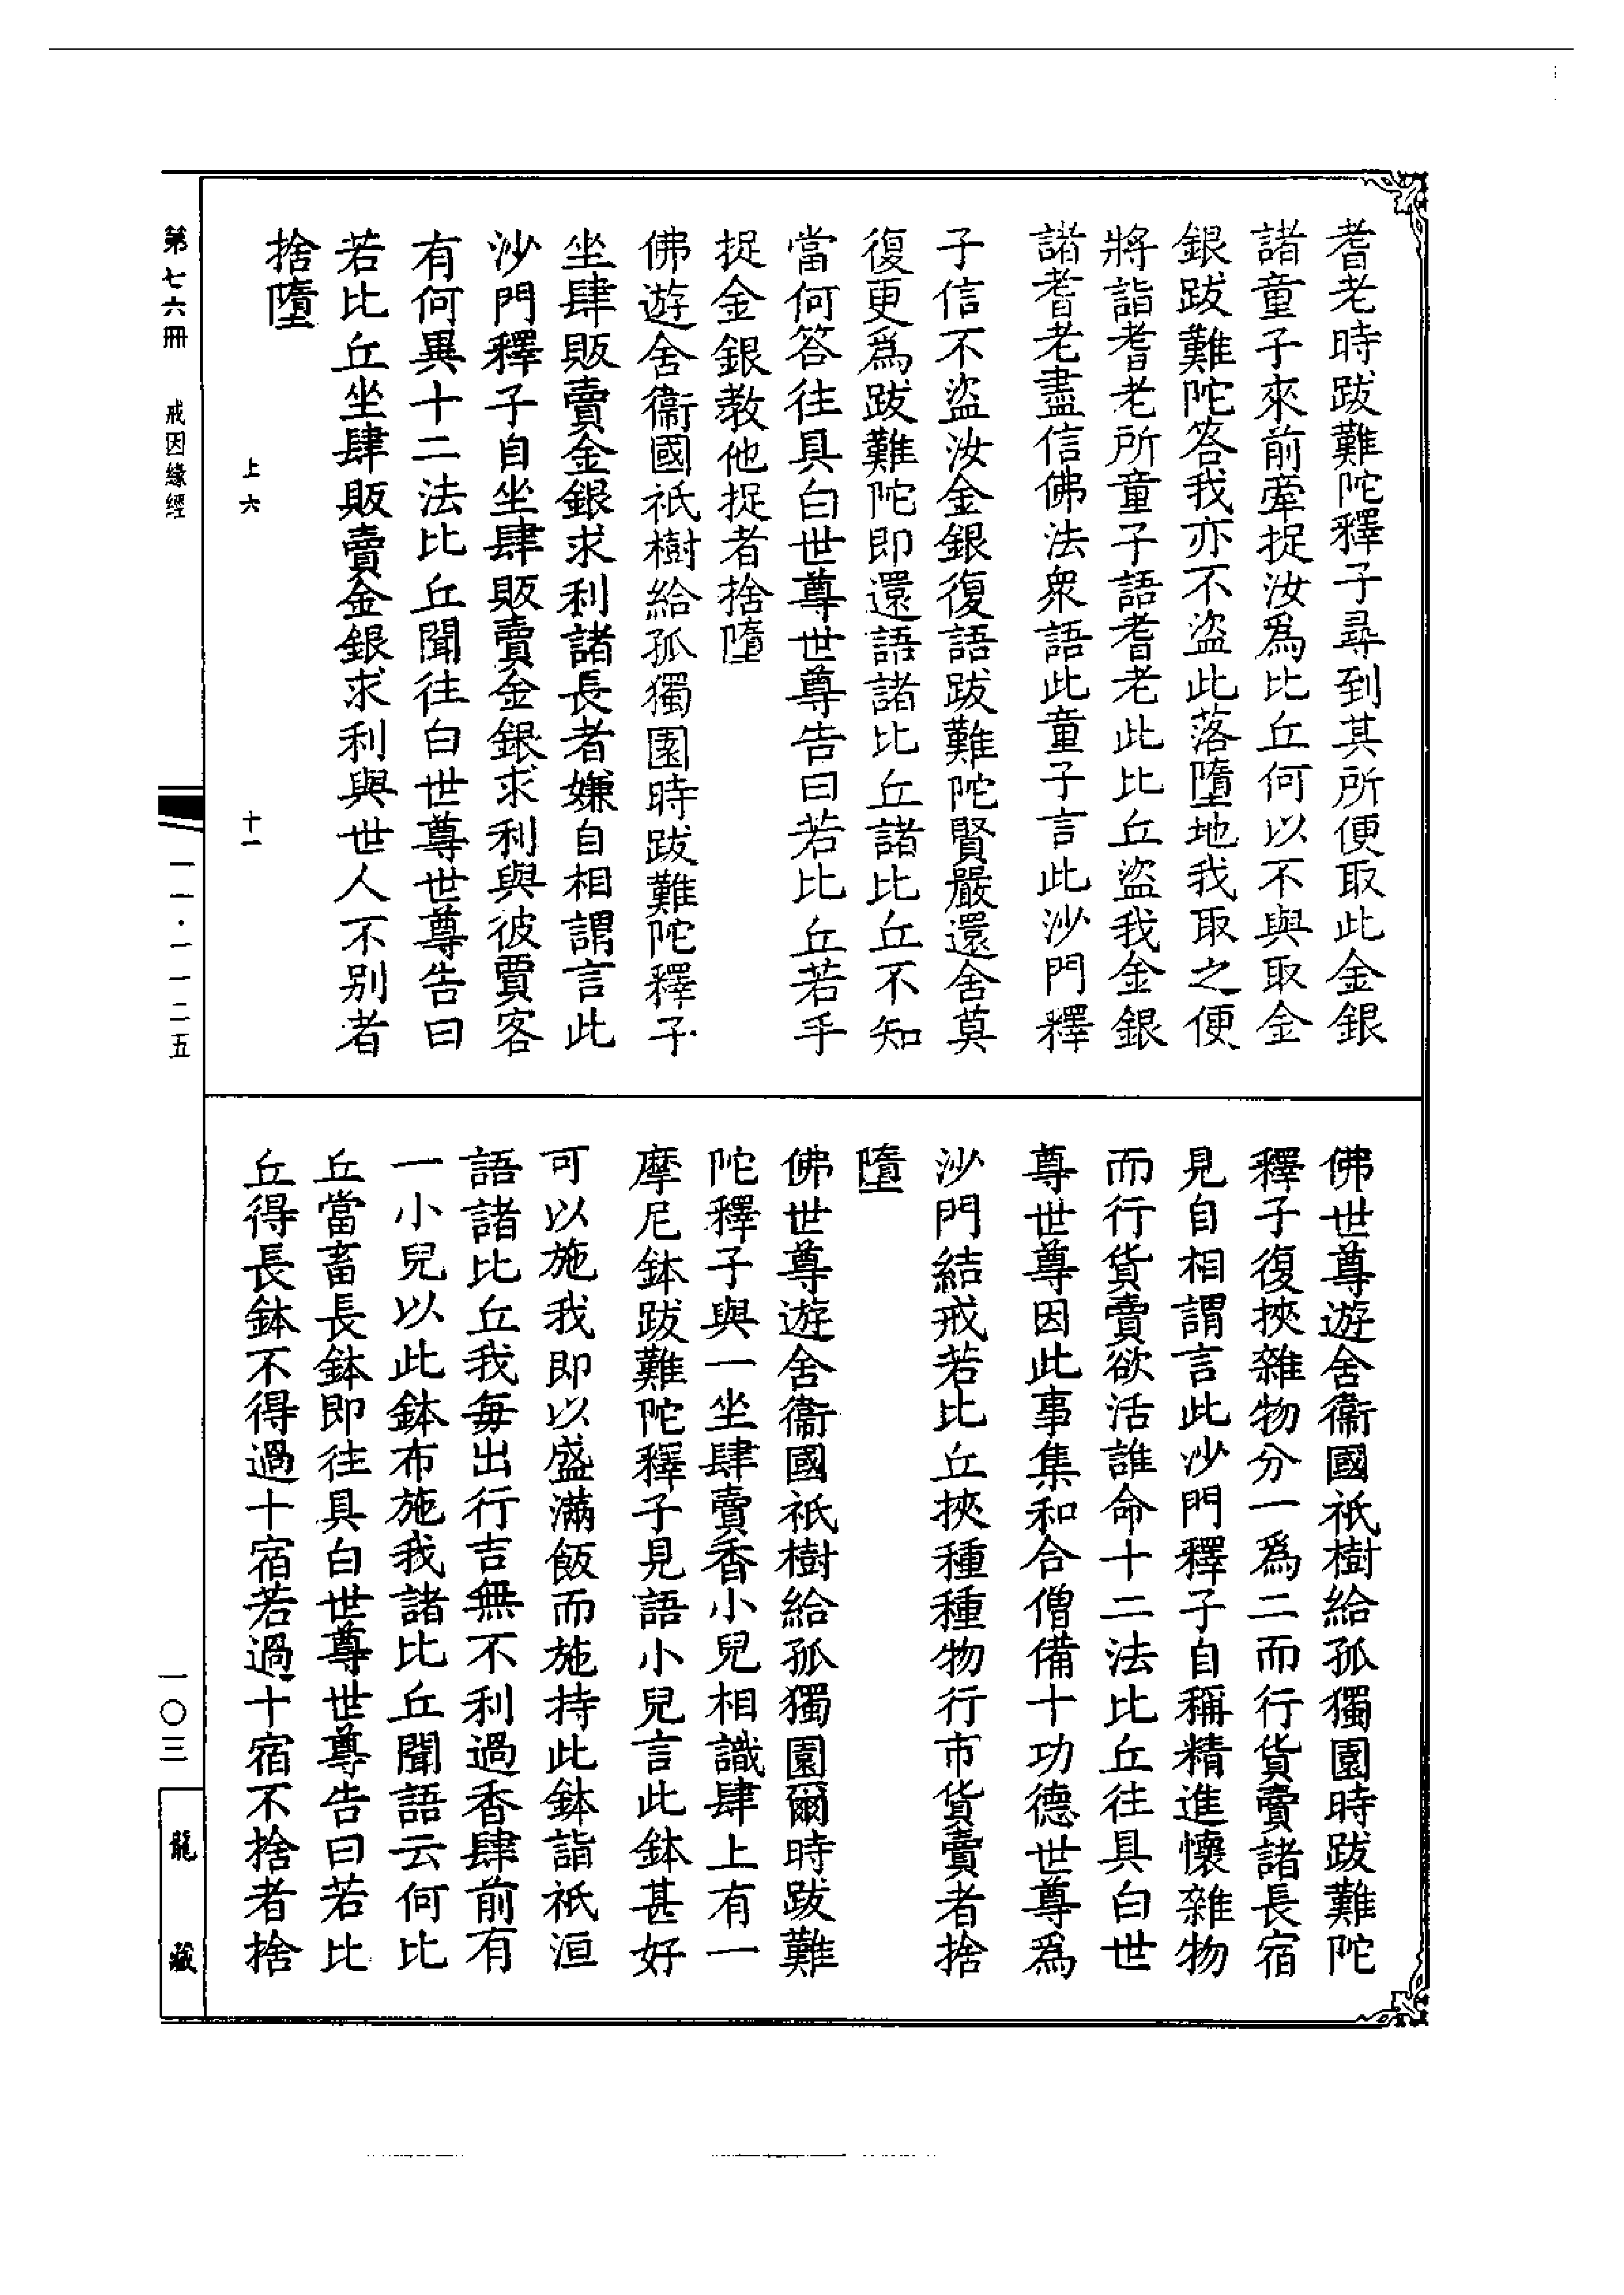 耆老時跋難陀釋子尋到其所便取此金銀
諸童子來前牽捉汝爲比丘何以不與取金
銀跋難陀答我亦不盜此落墮地我取之便
將詣耆老所童子語耆老此比丘盜我金銀
諸耆老盡信佛法衆語此童子言此沙門釋
子信不盜汝金銀復語跋難陀賢嚴還舍莫
復更爲跋難陀即還語諸比丘諸比丘不知
當何答往具白世尊世尊告曰若比丘若手
捉金銀教他捉者捨墮
佛遊舍衞國祇樹給孤獨園時跋難陀釋子
坐肆販賣金銀求利諸長者嫌自相謂言此
沙門釋子自坐肆販賣金銀求利與彼賈客
有何異十二法比丘聞往白世尊世尊告曰
若比丘坐肆販賣金銀求利與世人不别者
捨墮
上六
十一
佛世尊遊舍衞國祇樹給孤獨園時跋難陀
釋子復挾雜物分一爲二而行貨賣諸長宿
見自相謂言此沙門釋子自稱精進懷雜物
而行貨賣欲活誰命十二法比丘往具白世
尊世尊因此事集和合僧備十功德世尊爲
沙門結戒若比丘挾種種物行市貨賣者捨
墮
佛世尊遊舍衞國祇樹給孤獨園爾時跋難
陀釋子與一坐肆賣香小兒相識肆上有一
摩尼鉢跋難陀釋子見語小兒言此鉢甚好
可以施我即以盛滿飯而施持此鉢詣祇洹
語諸比丘我每出行吉無不利過香肆前有
一小兒以此鉢布施我諸比丘聞語云何比
丘當畜長鉢即往具白世尊世尊告曰若比
丘得長鉢不得過十宿若過十宿不捨者捨
第七六冊
戒因緣經
一一·一一二五
一〇三
龍藏